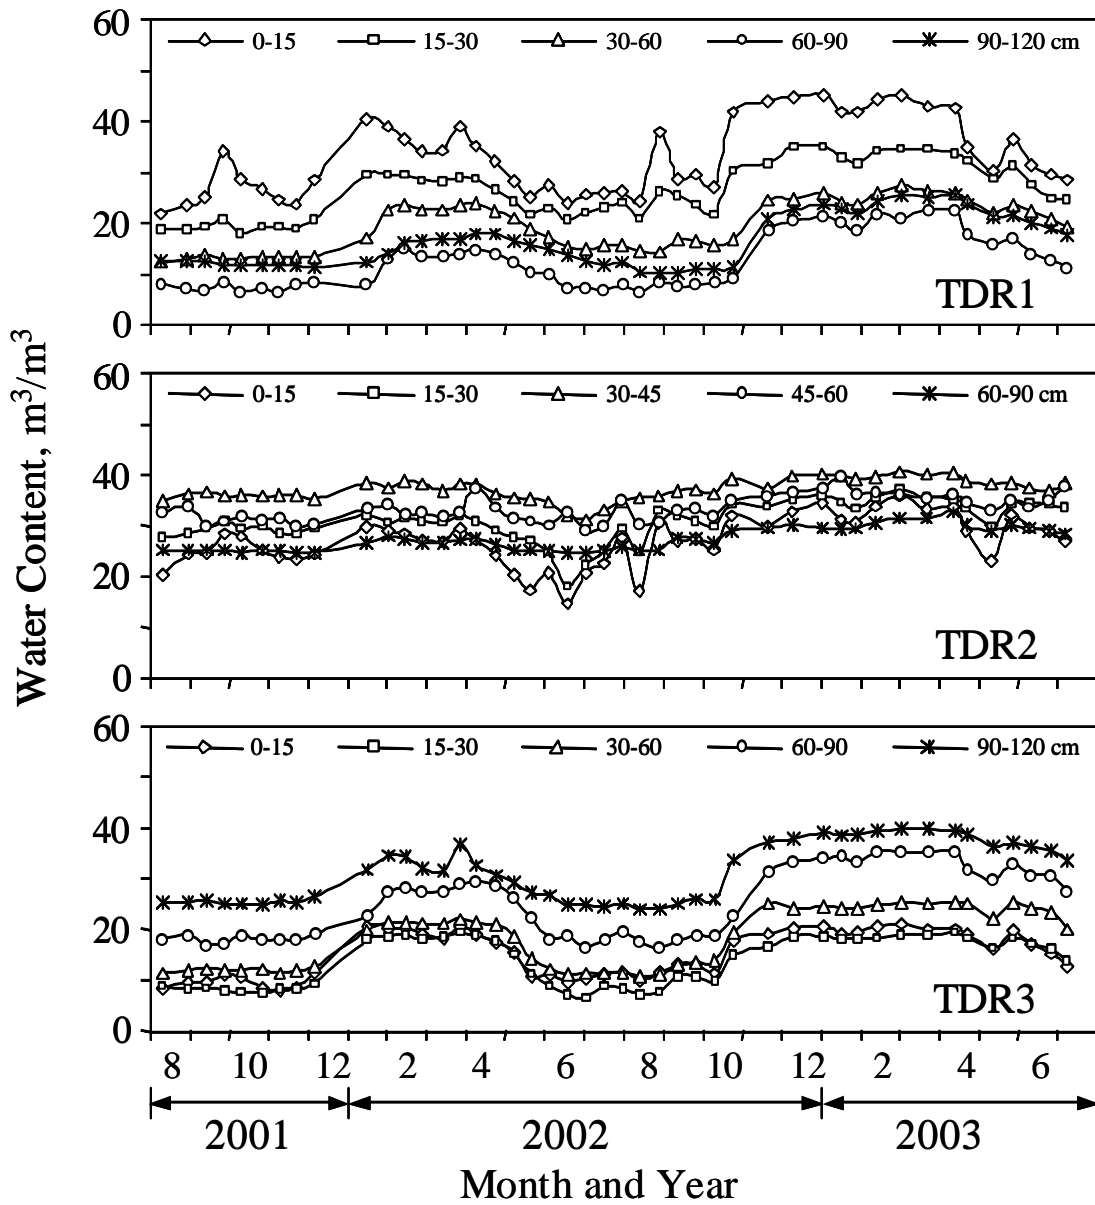 60
0-15 15-30 30-60 60-90 90-120 cm
40
20
0
TDR1
60
0-15 15-30 30-45 45-60 60-90 cm
40
20
0
TDR2
60
0-15 15-30 30-60 60-90 90-120 cm
40
20
0
TDR3
Water Content, m³/m³
8 10 12 2 4 6 8 10 12 2 4 6
2001 2002 2003
Month and Year